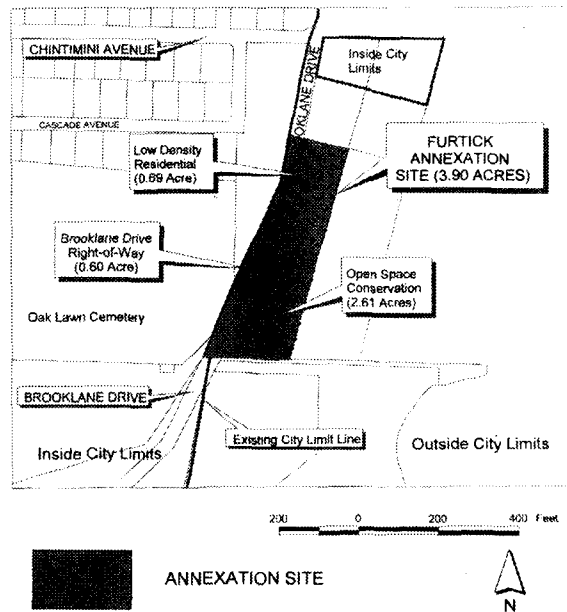 CHINTIMINI AVENUE
OKLANE DRIVE
Inside City
Limits
CASCADE AVENUE
Low Density
Residential
(0.69 Acre)
FURTICK
ANNEXATION
SITE (3.90 ACRES)
Brooklane Drive
Right-of-Way
(0.60 Acre)
Open Space
Conservation
(2.61 Acres)
Oak Lawn Cemetery
BROOKLANE DRIVE
Existing City Limit Line
Inside City Limits
Outside City Limits
200 0 200 400 Feet
ANNEXATION SITE
N